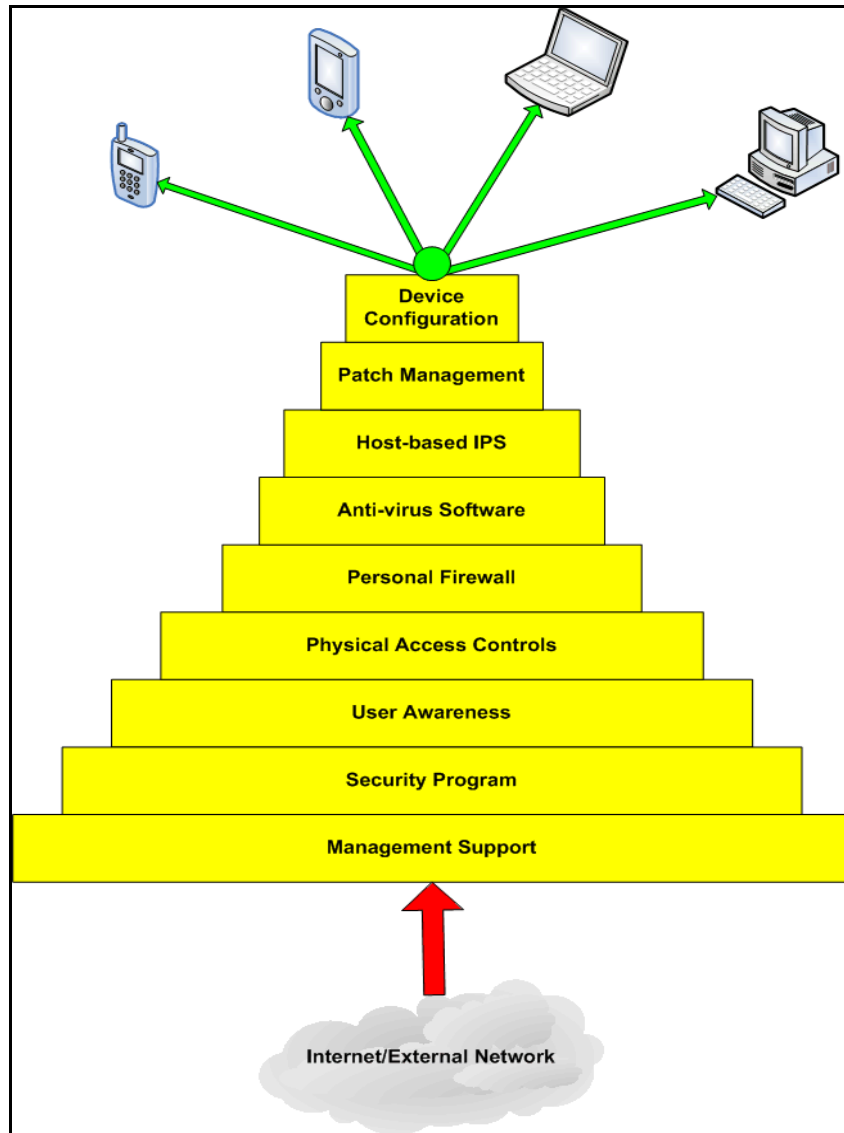 Device
Configuration
Patch Management
Host-based IPS
Anti-virus Software
Personal Firewall
Physical Access Controls
User Awareness
Security Program
Management Support
Internet/External Network